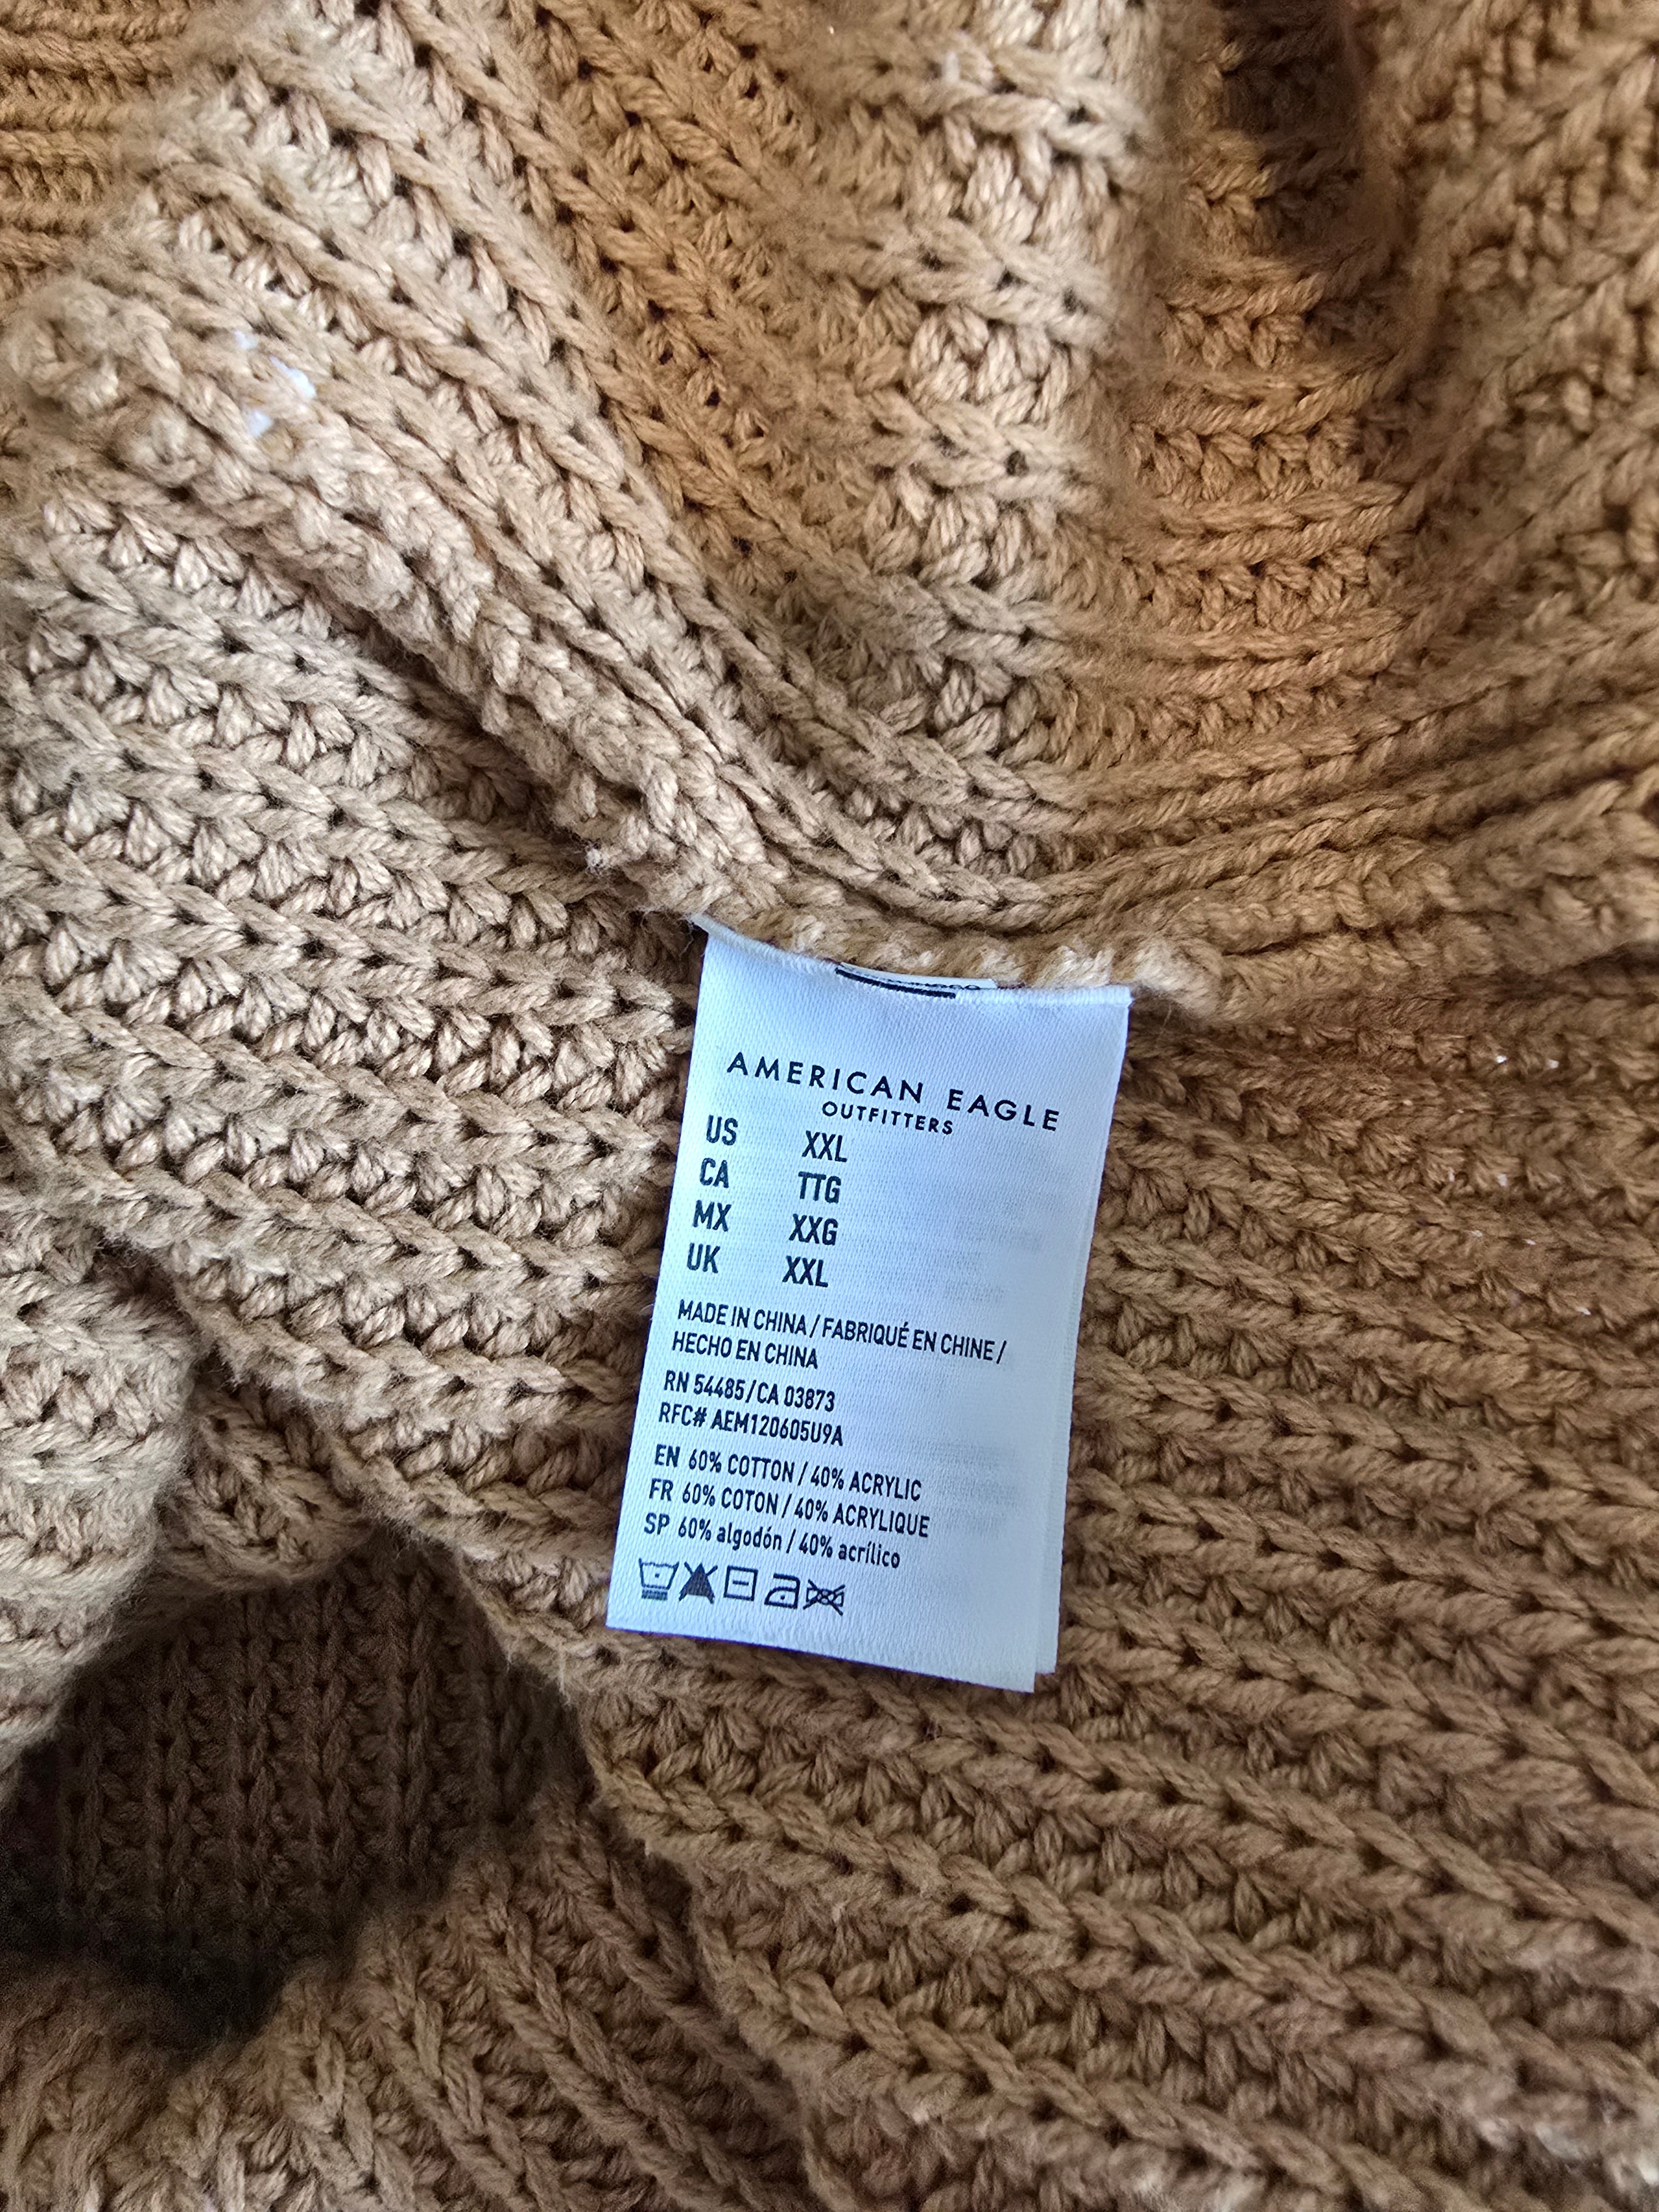 AMERICAN EAGLE
OUTFITTERS
US XXL
CA TTG
MX XXG
UK XXL
MADE IN CHINA / FABRIQUÉ EN CHINE /
HECHO EN CHINA
RN 54485 / CA 03873
RFC# AEM120605U9A
EN 60% COTTON / 40% ACRYLIC
FR 60% COTON / 40% ACRYLIQUE
SP 60% algodón / 40% acrílico